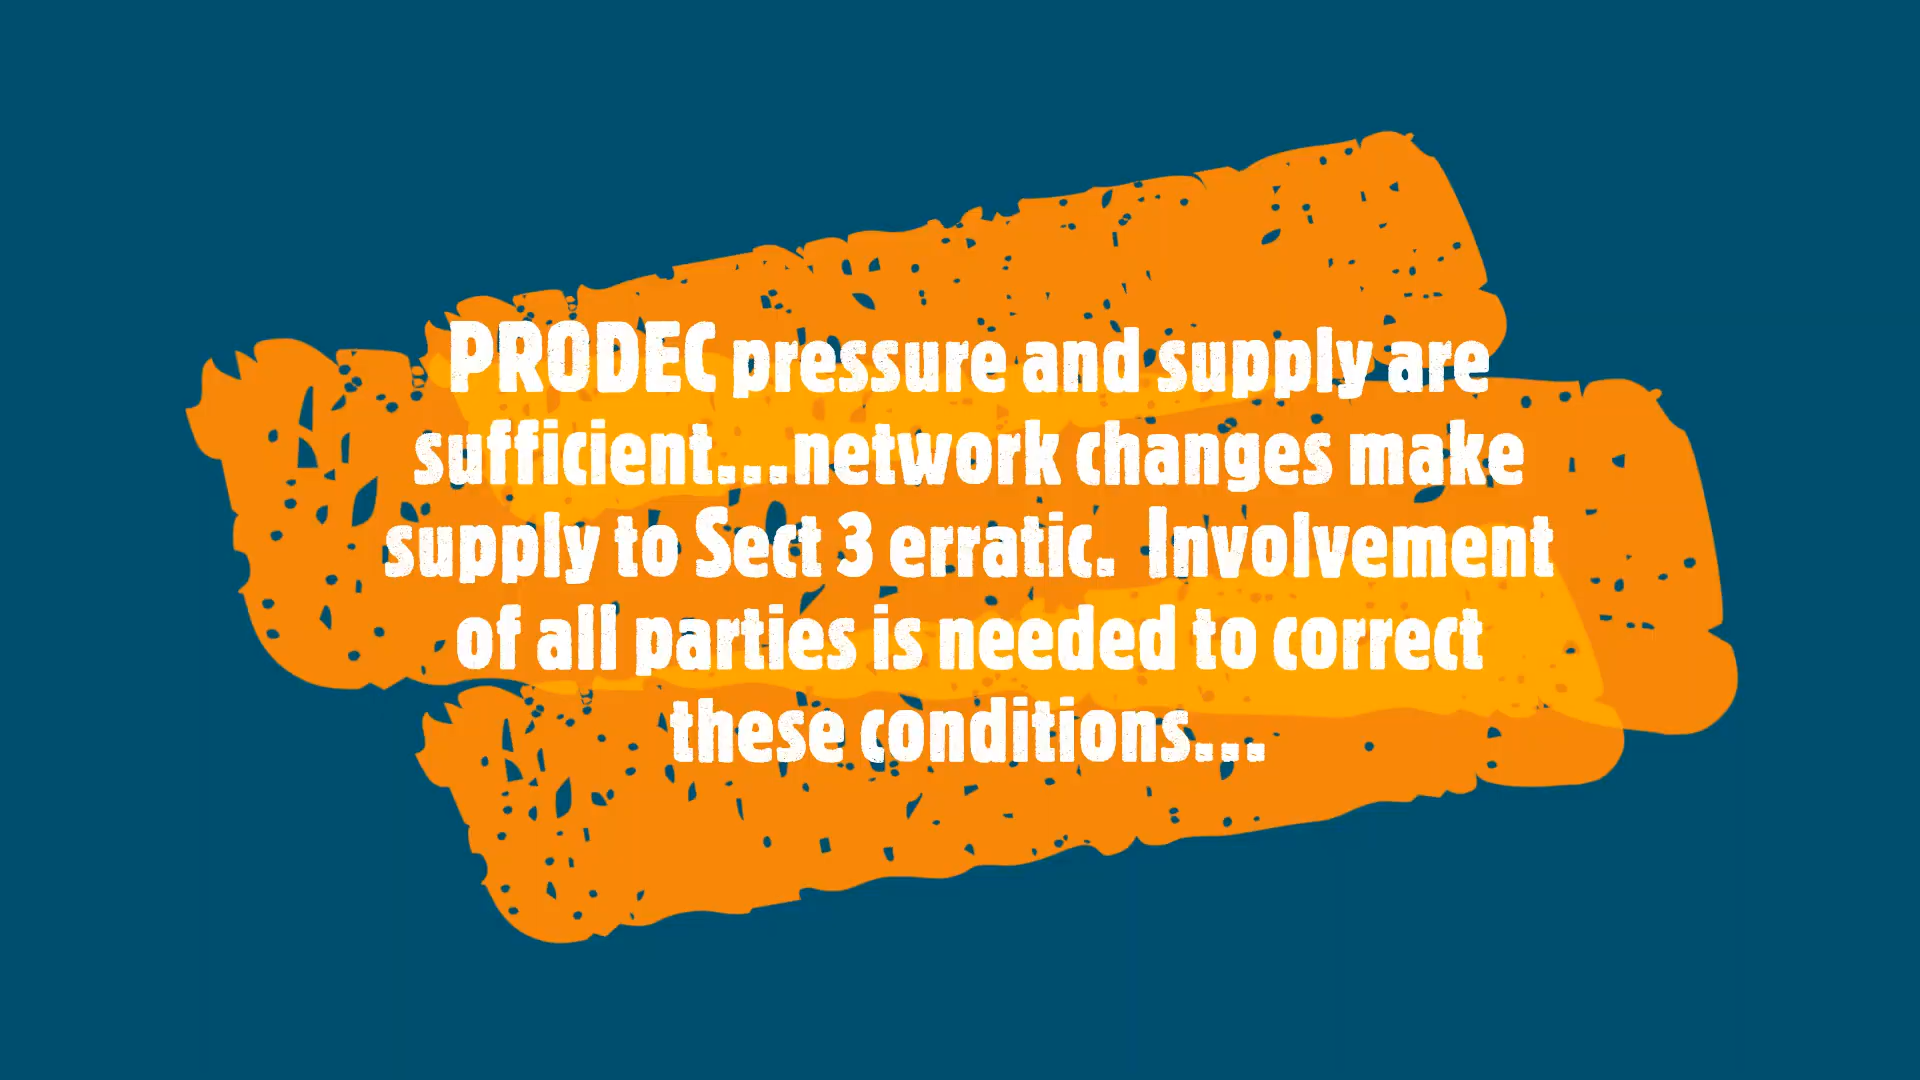 PRODEC pressure and supply are
sufficient...network changes make
supply to Sect 3 erratic.  Involvement
of all parties is needed to correct
these conditions...